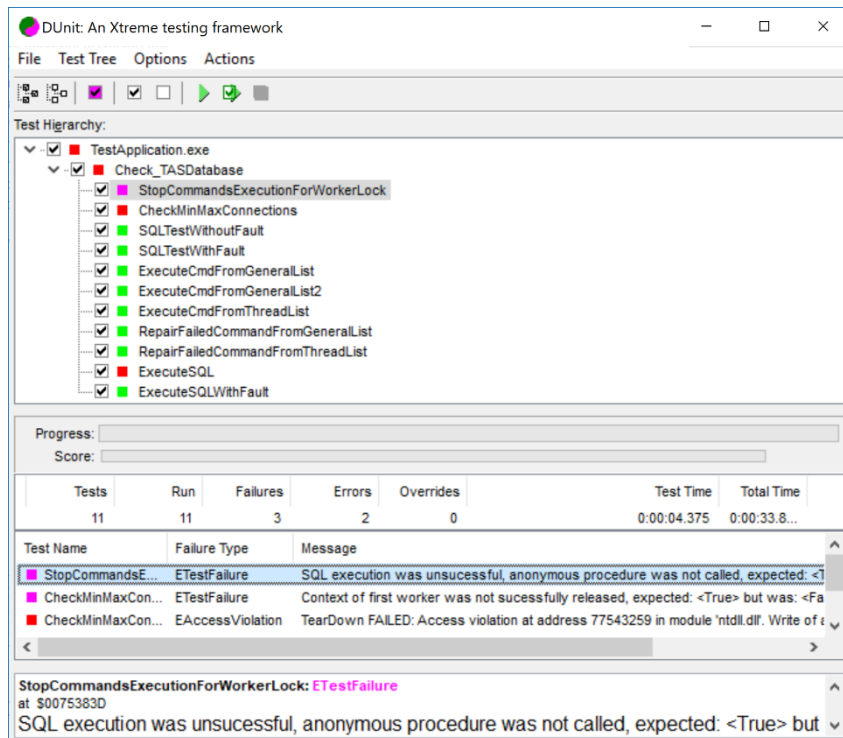 DUnit: An Xtreme testing framework
File Test Tree Options Actions
Test Hierarchy:
TestApplication.exe
Check_TASDatabase
StopCommandsExecutionForWorkerLock
CheckMinMaxConnections
SQLTestWithoutFault
SQLTestWithFault
ExecuteCmdFromGeneralList
ExecuteCmdFromGeneralList2
ExecuteCmdFromThreadList
RepairFailedCommandFromGeneralList
RepairFailedCommandFromThreadList
ExecuteSQL
ExecuteSQLWithFault
Progress:
Score:
Tests Run Failures Errors Overrides Test Time Total Time
11 11 3 2 0 0:00:04.375 0:00:33.8...
Test Name Failure Type Message
StopCommandsE... ETestFailure SQL execution was unsucessful, anonymous procedure was not called, expected: <T
CheckMinMaxCon... ETestFailure Context of first worker was not sucessfully released, expected: <True> but was: <Fa
CheckMinMaxCon... EAccessViolation TearDown FAILED: Access violation at address 77543259 in module 'ntdll.dll'. Write of a
StopCommandsExecutionForWorkerLock: ETestFailure
at $0075383D
SQL execution was unsucessful, anonymous procedure was not called, expected: <True> but